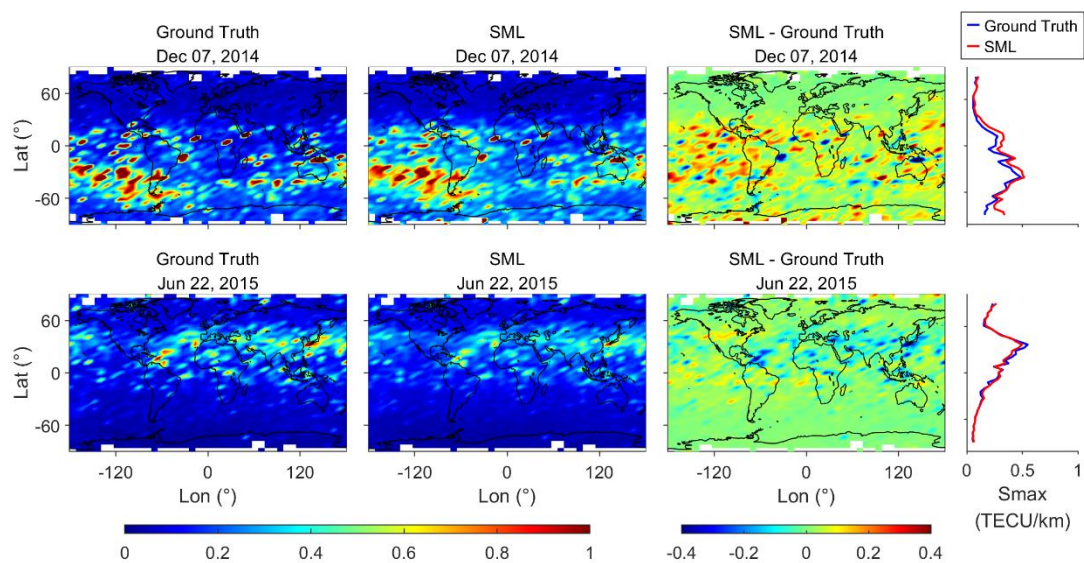 Ground Truth
Dec 07, 2014
SML
Dec 07, 2014
SML - Ground Truth
Dec 07, 2014
Ground Truth
SML
Lat (°)
60
0
-60
Ground Truth
Jun 22, 2015
SML
Jun 22, 2015
SML - Ground Truth
Jun 22, 2015
Lat (°)
60
0
-60
-120 0 120
-120 0 120
-120 0 120
0 0.5 1
Lon (°)
Lon (°)
Lon (°)
Smax
(TECU/km)
0 0.2 0.4 0.6 0.8 1
-0.4 -0.2 0 0.2 0.4